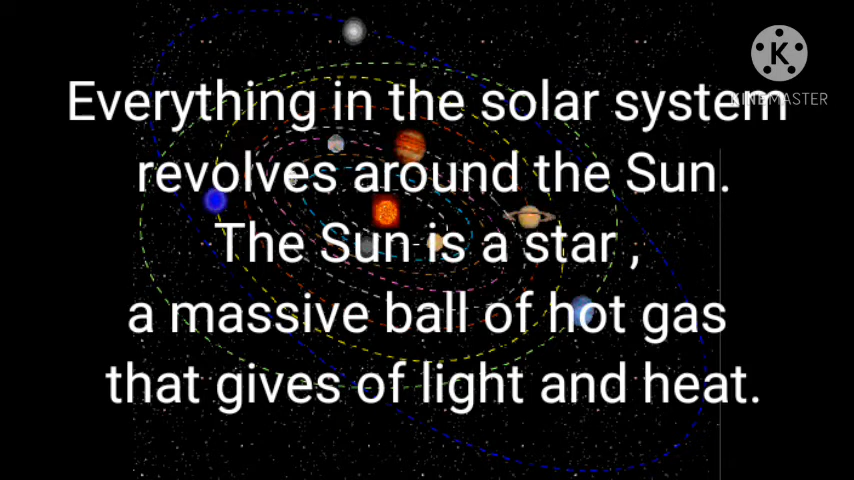 K
KINEMASTER
Everything in the solar system
revolves around the Sun.
The Sun is a star ,
a massive ball of hot gas
that gives of light and heat.